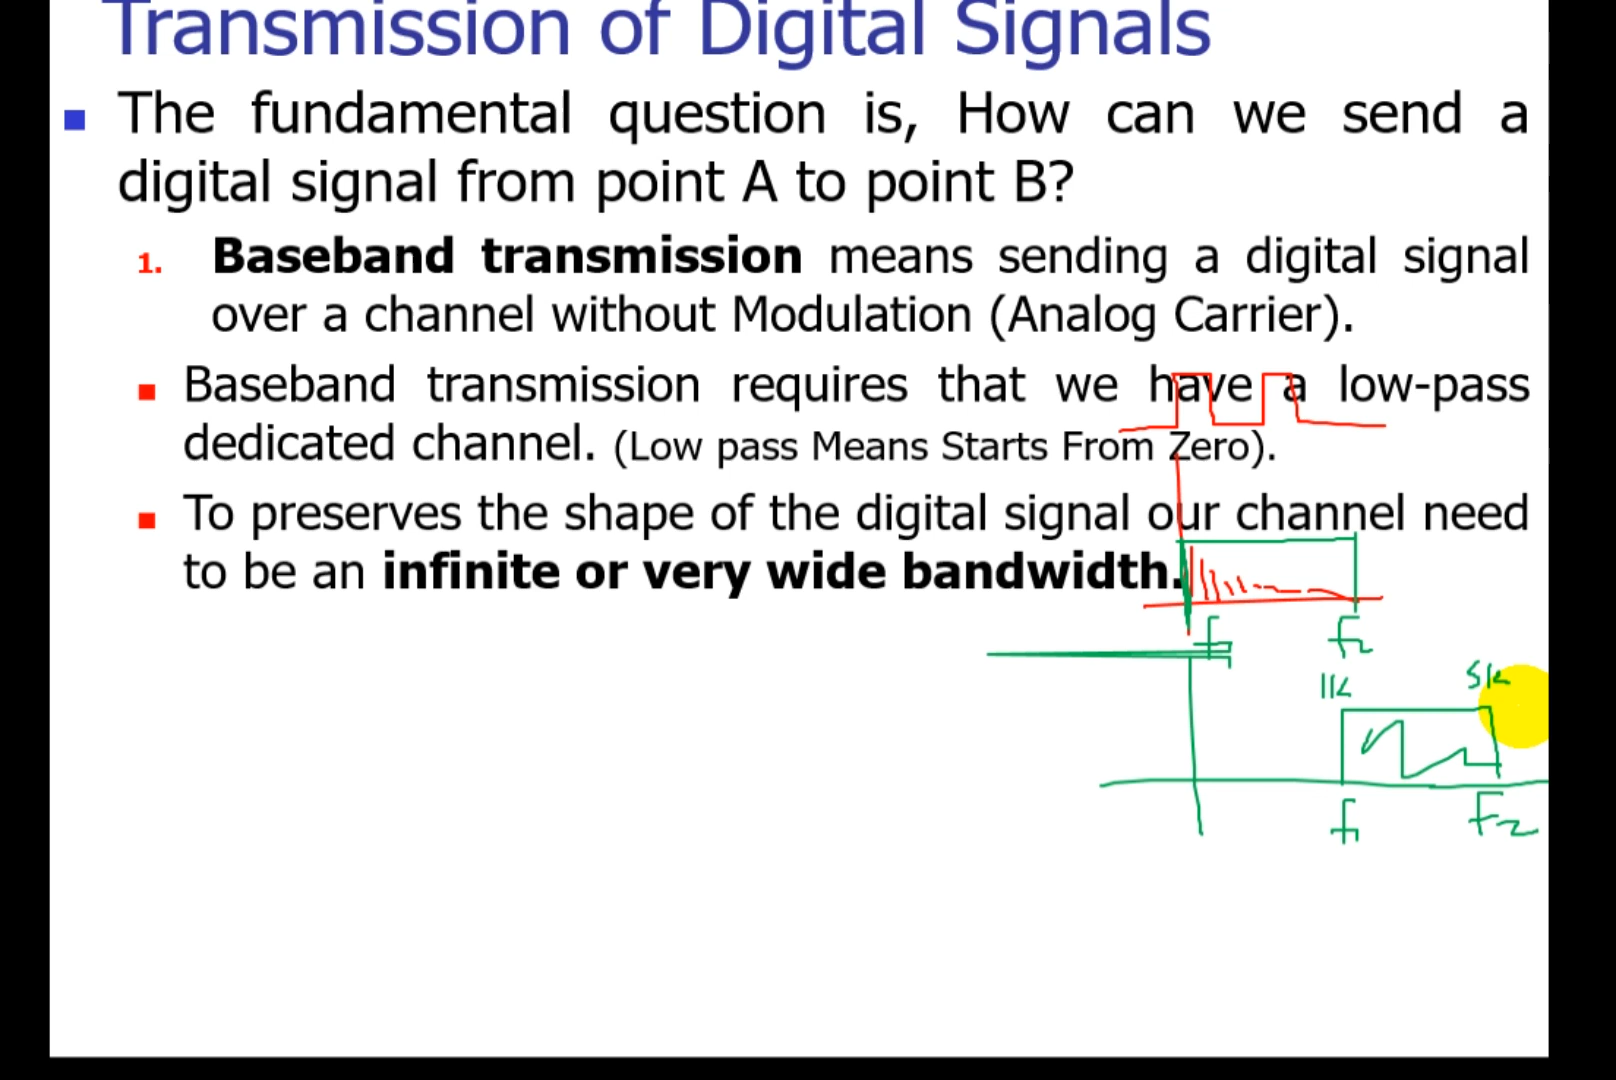 Transmission of Digital Signals
The fundamental question is, How can we send a
digital signal from point A to point B?
1. Baseband transmission means sending a digital signal
over a channel without Modulation (Analog Carrier).
Baseband transmission requires that we have a low-pass
dedicated channel. (Low pass Means Starts From Zero).
To preserves the shape of the digital signal our channel need
to be an infinite or very wide bandwidth.
f2
5k
f1 F2